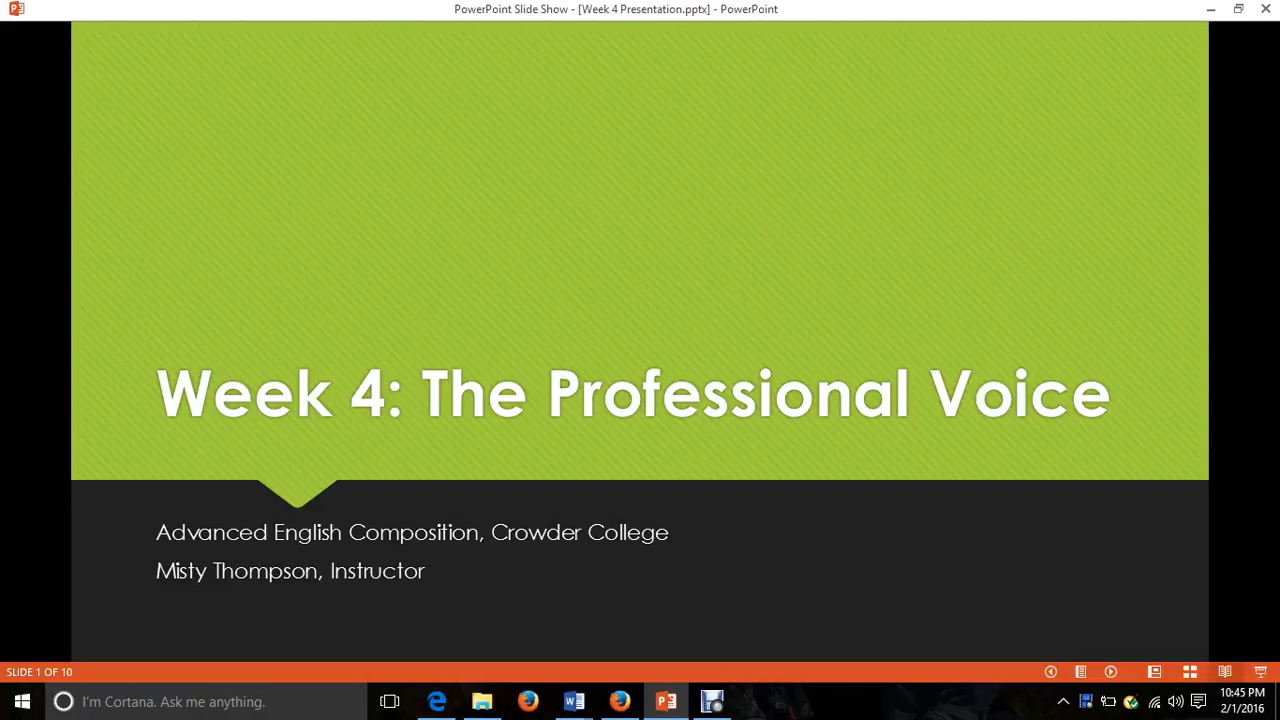 PowerPoint Slide Show - [Week 4 Presentation.pptx] - PowerPoint
Week 4: The Professional Voice
Advanced English Composition, Crowder College
Misty Thompson, Instructor
SLIDE 1 OF 10
I'm Cortana. Ask me anything.
10:45 PM
2/1/2016